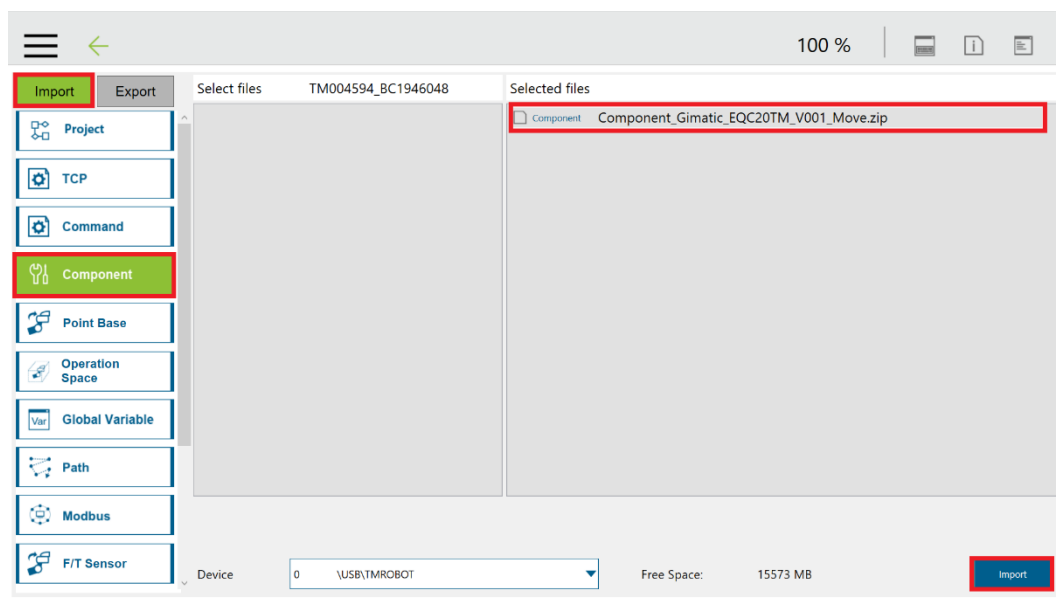 100 %
Import
Export
Select files
TM004594_BC1946048
Selected files
Component
Component_Gimatic_EQC20TM_V001_Move.zip
Project
TCP
Command
Component
Point Base
Operation
Space
Var
Global Variable
Path
Modbus
F/T Sensor
Device
0 \USB\TMROBOT
Free Space:
15573 MB
Import